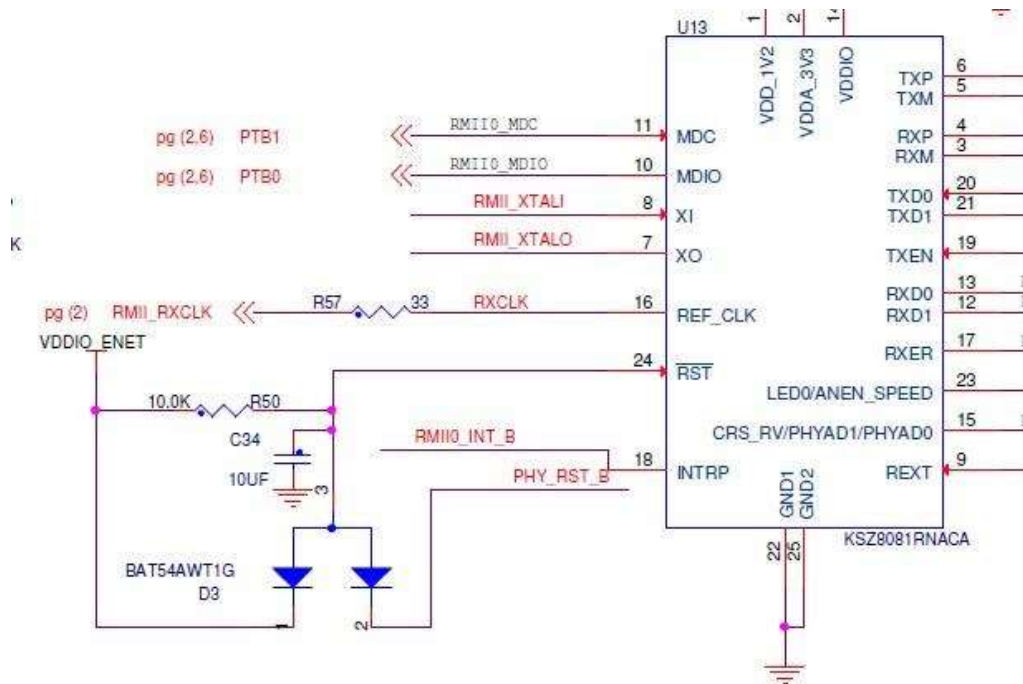 U13
1
2
14
VDD_1V2
VDDA_3V3
VDDIO
TXP 6
TXM 5
pg (2,6) PTB1 RMII0_MDC 11 MDC
RXP 4
RXM 3
pg (2,6) PTB0 RMII0_MDIO 10 MDIO
RMII_XTALI 8 XI
TXD0 20
TXD1 21
K
RMII_XTALO 7 XO
TXEN 19
RXD0 13
RXD1 12
pg (2) RMII_RXCLK R57 33 RXCLK 16 REF_CLK
VDDIO_ENET
RXER 17
24 RST
LED0/ANEN_SPEED 23
10.0K R50
CRS_RV/PHYAD1/PHYAD0 15
C34
10UF
3
RMII0_INT_B
18 INTRP
REXT 9
PHY_RST_B
GND1
GND2
22
25
KSZ8081RNACA
BAT54AWT1G
D3
1
2